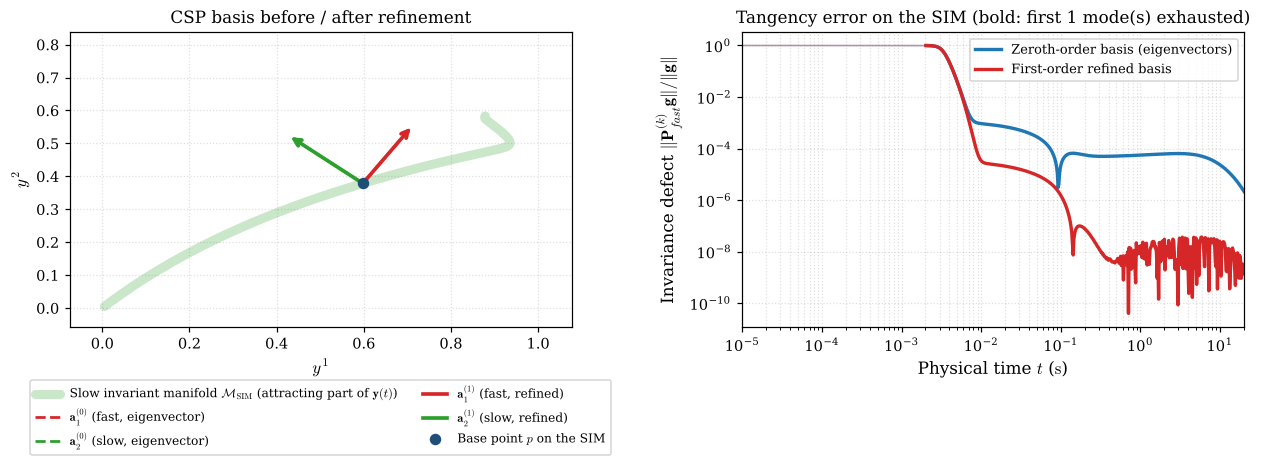 CSP basis before / after refinement
y²
0.8
0.7
0.6
0.5
0.4
0.3
0.2
0.1
0.0
0.0 0.2 0.4 0.6 0.8 1.0
y¹
Slow invariant manifold 𝓜_SIM (attracting part of 𝐲(t))
𝐚₁⁽⁰⁾ (fast, eigenvector)
𝐚₂⁽⁰⁾ (slow, eigenvector)
𝐚₁⁽¹⁾ (fast, refined)
𝐚₂⁽¹⁾ (slow, refined)
Base point p on the SIM
Tangency error on the SIM (bold: first 1 mode(s) exhausted)
Invariance defect ||𝐏_fast^(k) 𝐠||/||𝐠||
10⁰
10⁻²
10⁻⁴
10⁻⁶
10⁻⁸
10⁻¹⁰
Zeroth-order basis (eigenvectors)
First-order refined basis
10⁻⁵ 10⁻⁴ 10⁻³ 10⁻² 10⁻¹ 10⁰ 10¹
Physical time t (s)